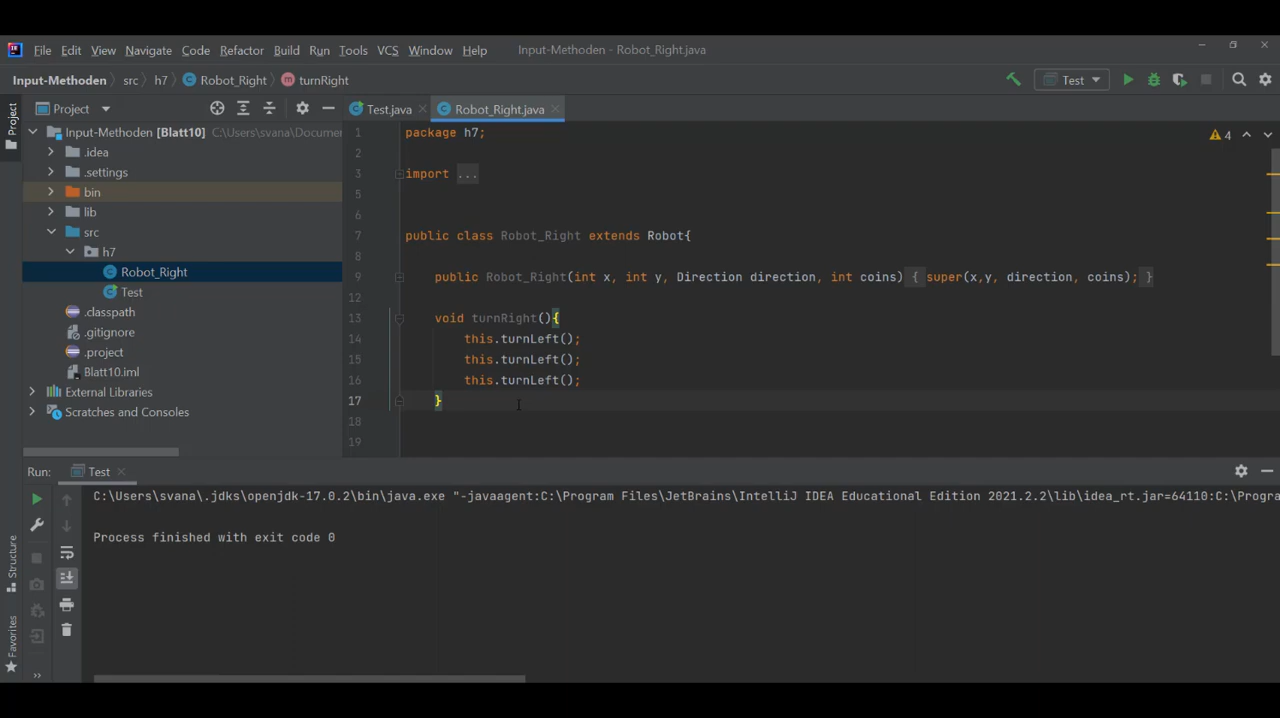 File Edit View Navigate Code Refactor Build Run Tools VCS Window Help Input-Methoden - Robot_Right.java
Input-Methoden src h7 Robot_Right turnRight Test
Project
Project
Test.java Robot_Right.java
Input-Methoden [Blatt10] C:\Users\svana\Documen
.idea
.settings
bin
lib
src
h7
Robot_Right
Test
.classpath
.gitignore
.project
Blatt10.iml
External Libraries
Scratches and Consoles
1 package h7;
2
3 import ...
5
6
7 public class Robot_Right extends Robot{
8
9 public Robot_Right(int x, int y, Direction direction, int coins) { super(x,y, direction, coins); }
12
13 void turnRight(){
14 this.turnLeft();
15 this.turnLeft();
16 this.turnLeft();
17 }
18
19
4
Run: Test
C:\Users\svana\.jdks\openjdk-17.0.2\bin\java.exe "-javaagent:C:\Program Files\JetBrains\IntelliJ IDEA Educational Edition 2021.2.2\lib\idea_rt.jar=64110:C:\Progra
Process finished with exit code 0
Structure
Favorites